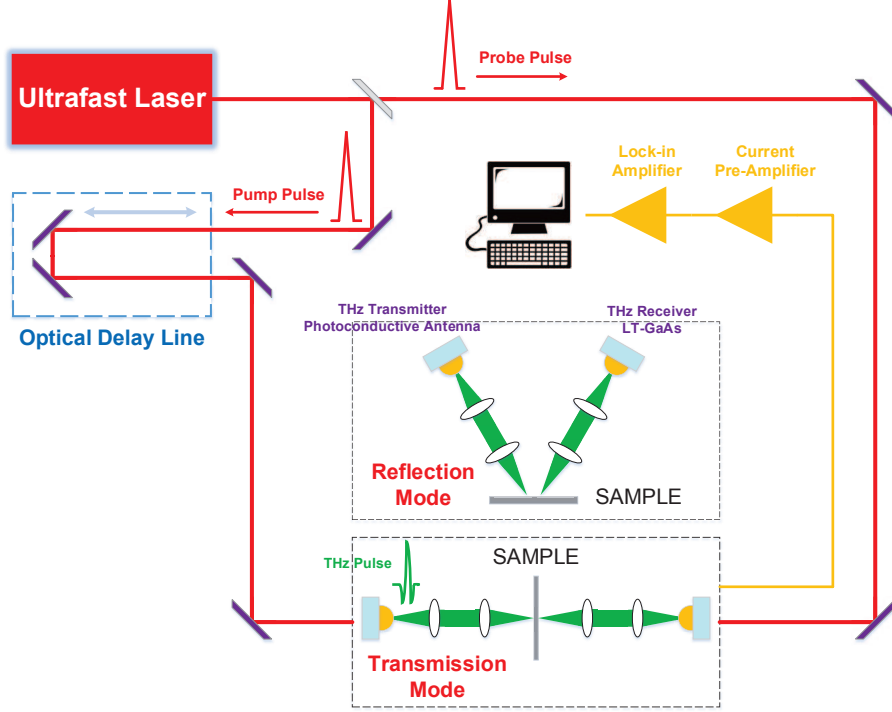 Probe Pulse
Ultrafast Laser
Lock-in
Amplifier
Current
Pre-Amplifier
Pump Pulse
Optical Delay Line
THz Transmitter
Photoconductive Antenna
THz Receiver
LT-GaAs
Reflection
Mode
SAMPLE
THz Pulse
SAMPLE
Transmission
Mode